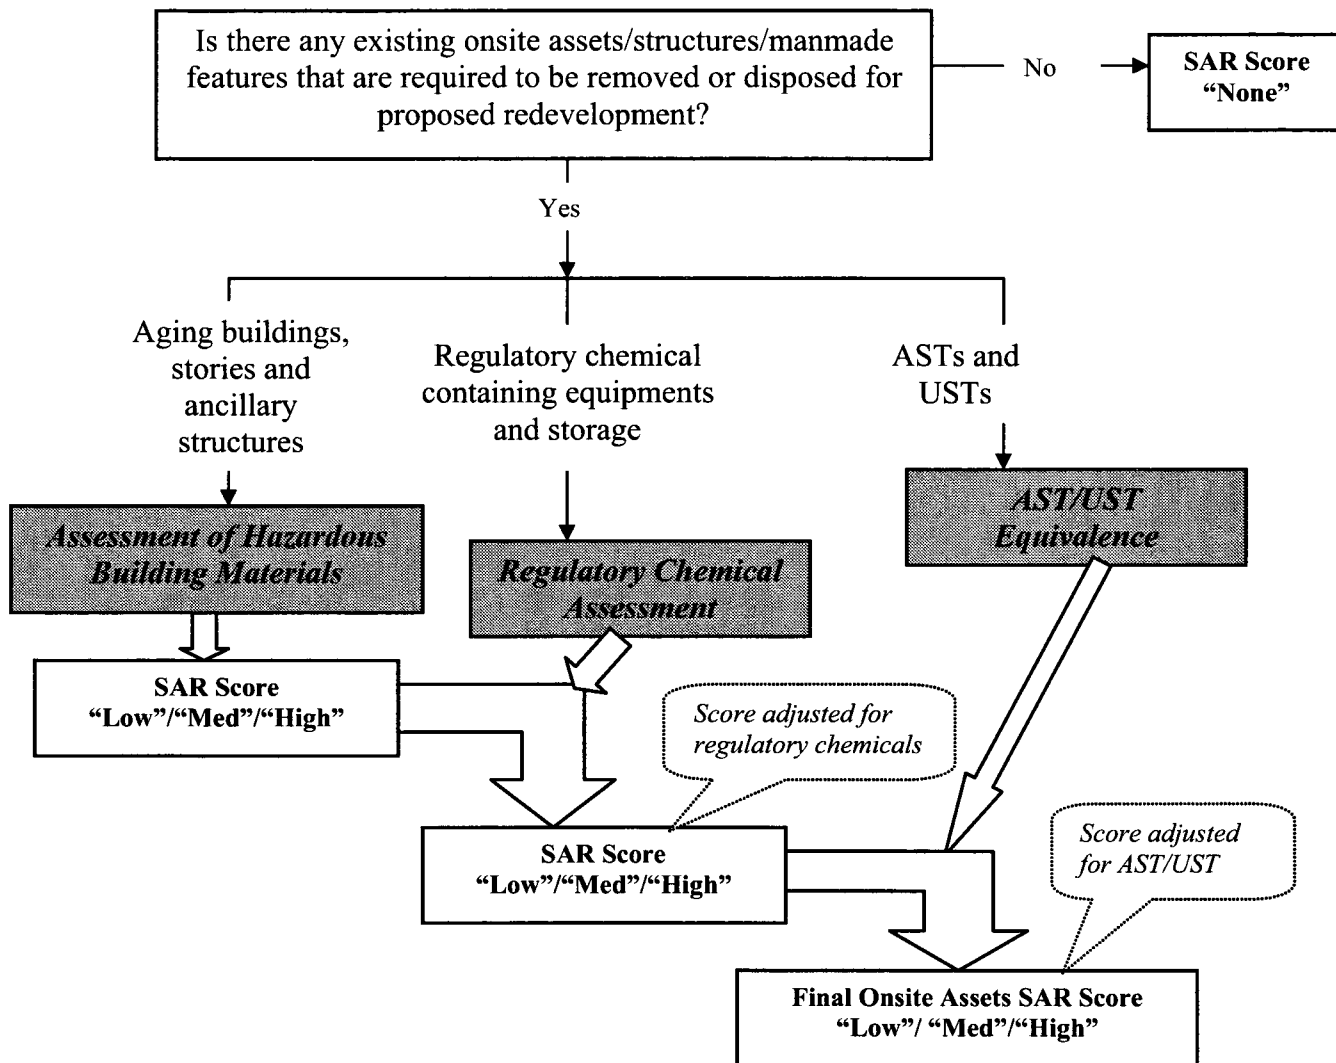 Is there any existing onsite assets/structures/manmade
features that are required to be removed or disposed for
proposed redevelopment?
No
SAR Score
“None”
Yes
Aging buildings,
stories and
ancillary
structures
Regulatory chemical
containing equipments
and storage
ASTs and
USTs
Assessment of Hazardous
Building Materials
Regulatory Chemical
Assessment
AST/UST
Equivalence
SAR Score
“Low”/“Med”/“High”
Score adjusted for
regulatory chemicals
SAR Score
“Low”/“Med”/“High”
Score adjusted
for AST/UST
Final Onsite Assets SAR Score
“Low”/ “Med”/“High”